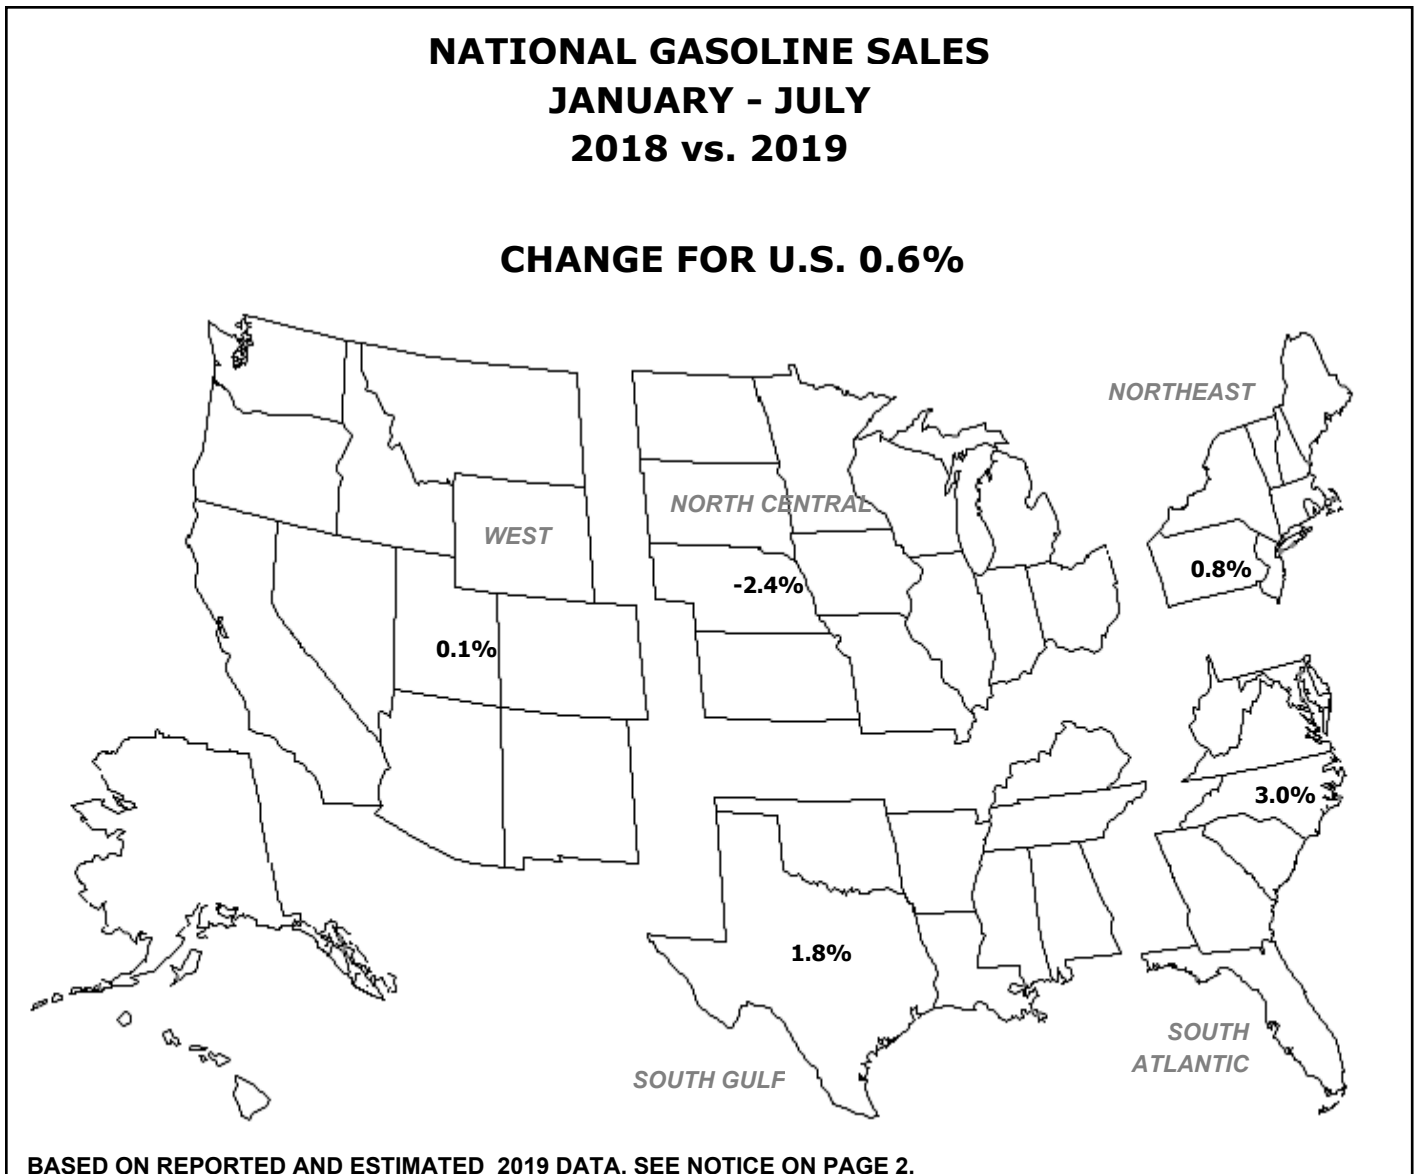 NATIONAL GASOLINE SALES
JANUARY - JULY
2018 vs. 2019
CHANGE FOR U.S. 0.6%
NORTHEAST
NORTH CENTRAL
WEST
0.8%
-2.4%
0.1%
3.0%
1.8%
SOUTH
ATLANTIC
SOUTH GULF
BASED ON REPORTED AND ESTIMATED  2019 DATA. SEE NOTICE ON PAGE 2.